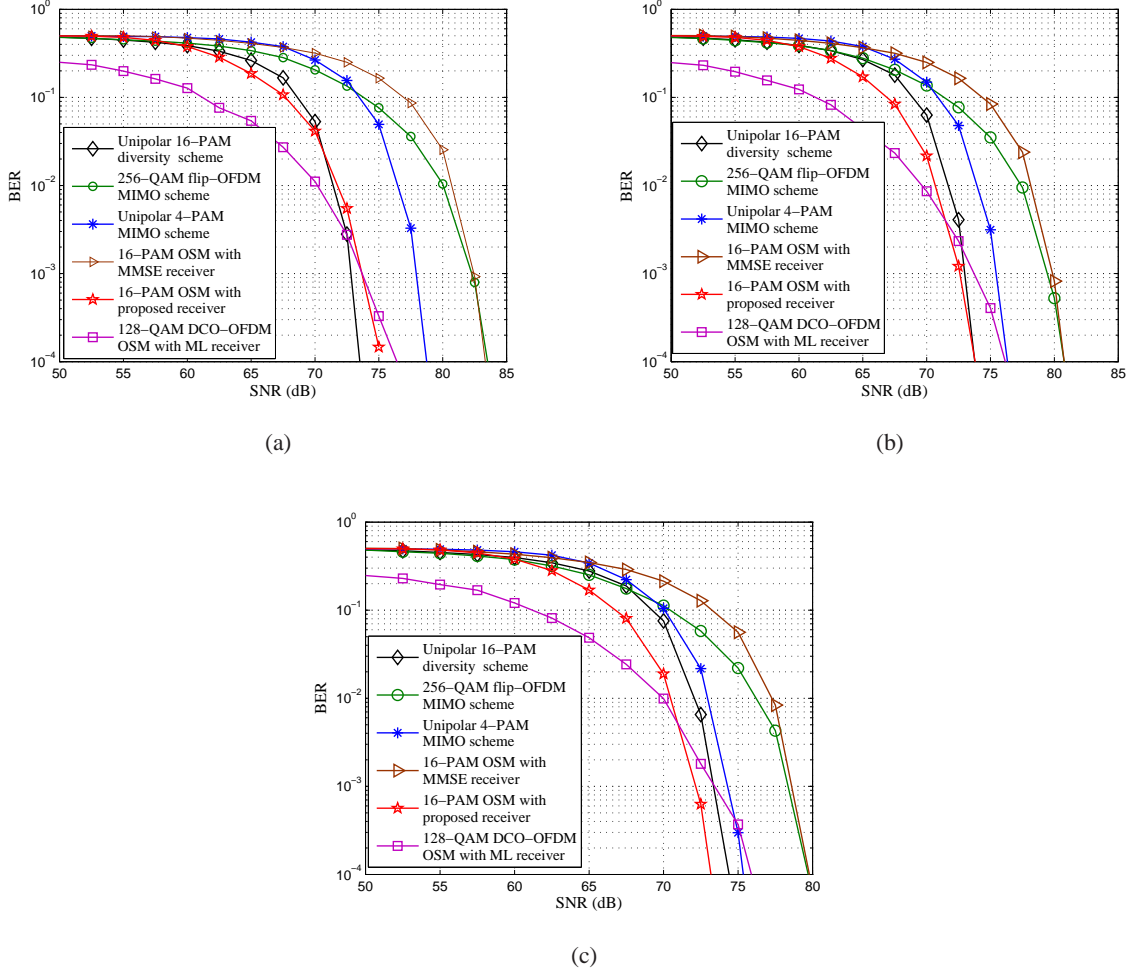 10^0
10^-1
10^-2
10^-3
10^-4
BER
Unipolar 16−PAM
diversity scheme
256−QAM flip−OFDM
MIMO scheme
Unipolar 4−PAM
MIMO scheme
16−PAM OSM with
MMSE receiver
16−PAM OSM with
proposed receiver
128−QAM DCO−OFDM
OSM with ML receiver
50 55 60 65 70 75 80 85
SNR (dB)
(a)
10^0
10^-1
10^-2
10^-3
10^-4
BER
Unipolar 16−PAM
diversity scheme
256−QAM flip−OFDM
MIMO scheme
Unipolar 4−PAM
MIMO scheme
16−PAM OSM with
MMSE receiver
16−PAM OSM with
proposed receiver
128−QAM DCO−OFDM
OSM with ML receiver
50 55 60 65 70 75 80 85
SNR (dB)
(b)
10^0
10^-1
10^-2
10^-3
10^-4
BER
Unipolar 16−PAM
diversity scheme
256−QAM flip−OFDM
MIMO scheme
Unipolar 4−PAM
MIMO scheme
16−PAM OSM with
MMSE receiver
16−PAM OSM with
proposed receiver
128−QAM DCO−OFDM
OSM with ML receiver
50 55 60 65 70 75 80
SNR (dB)
(c)